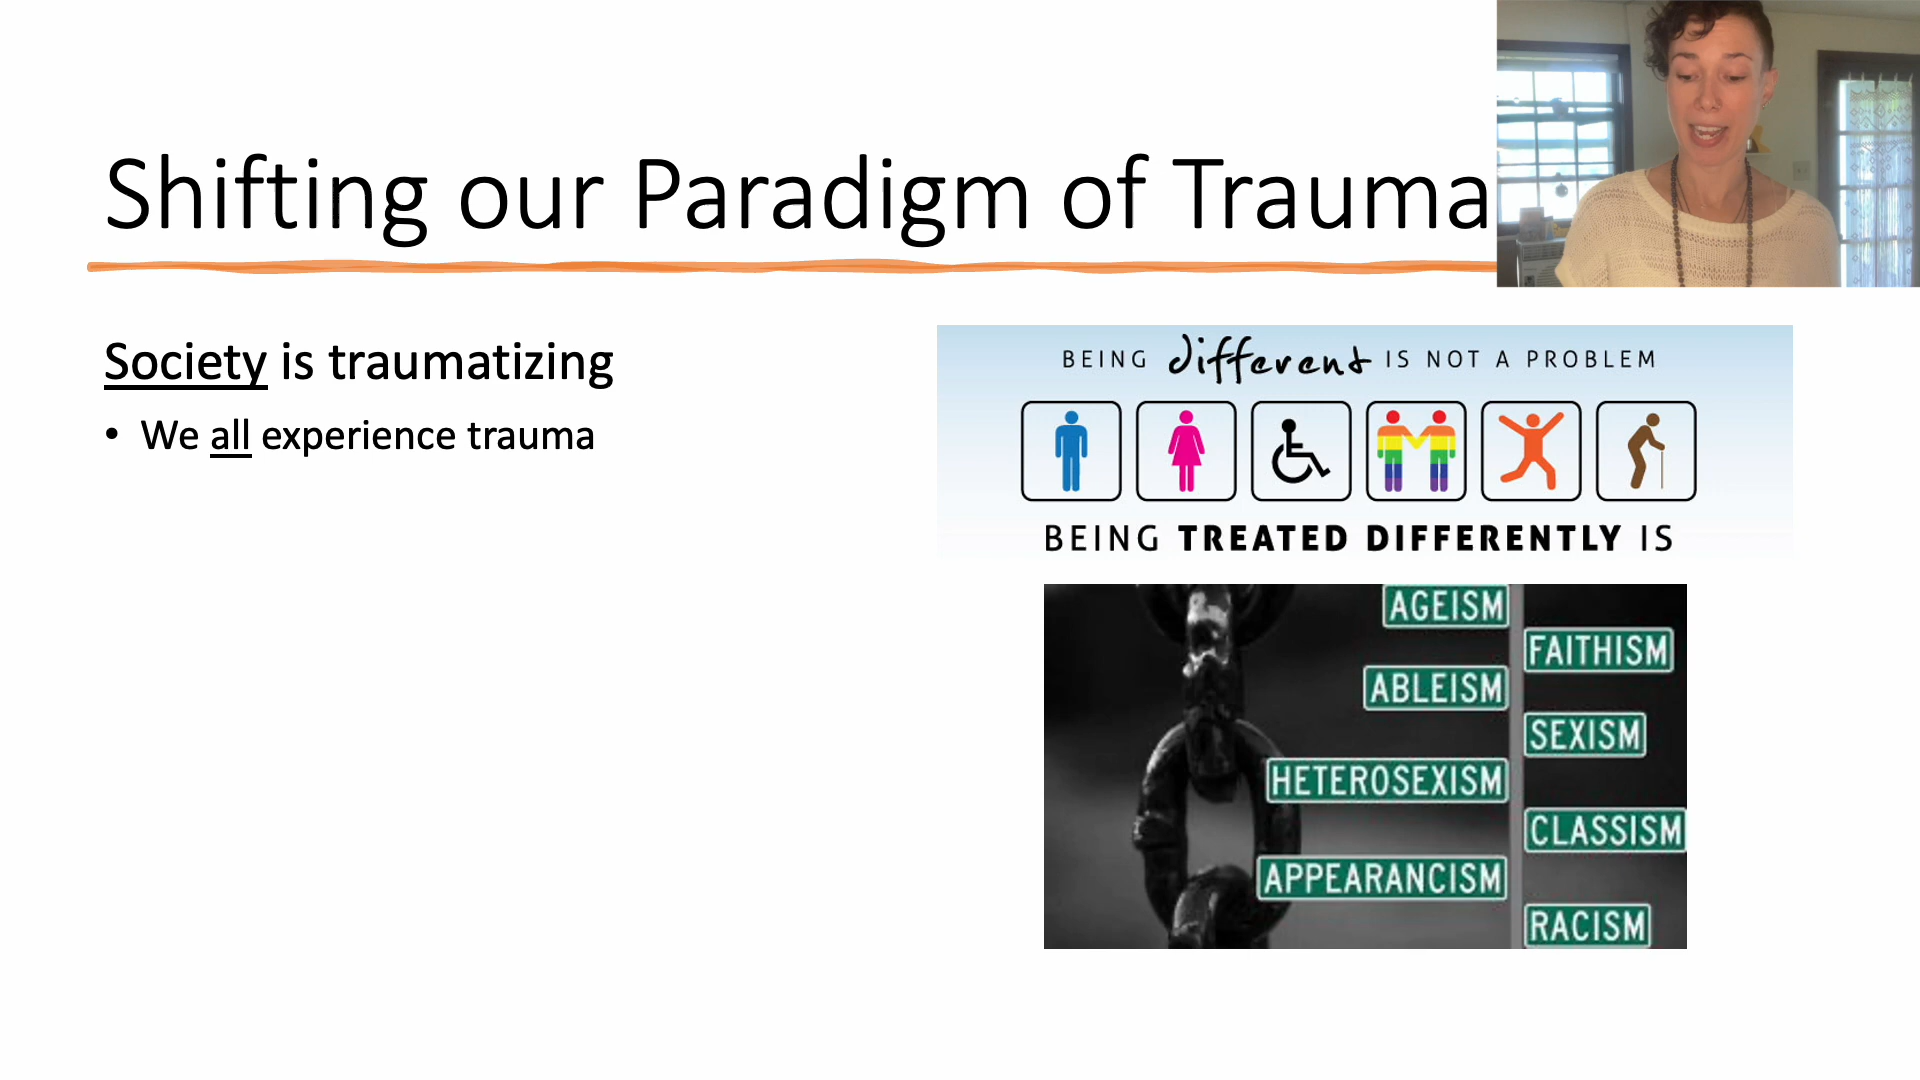 Shifting our Paradigm of Trauma
Society is traumatizing
• We all experience trauma
BEING different IS NOT A PROBLEM
BEING TREATED DIFFERENTLY IS
AGEISM
FAITHISM
ABLEISM
SEXISM
HETEROSEXISM
CLASSISM
APPEARANCISM
RACISM